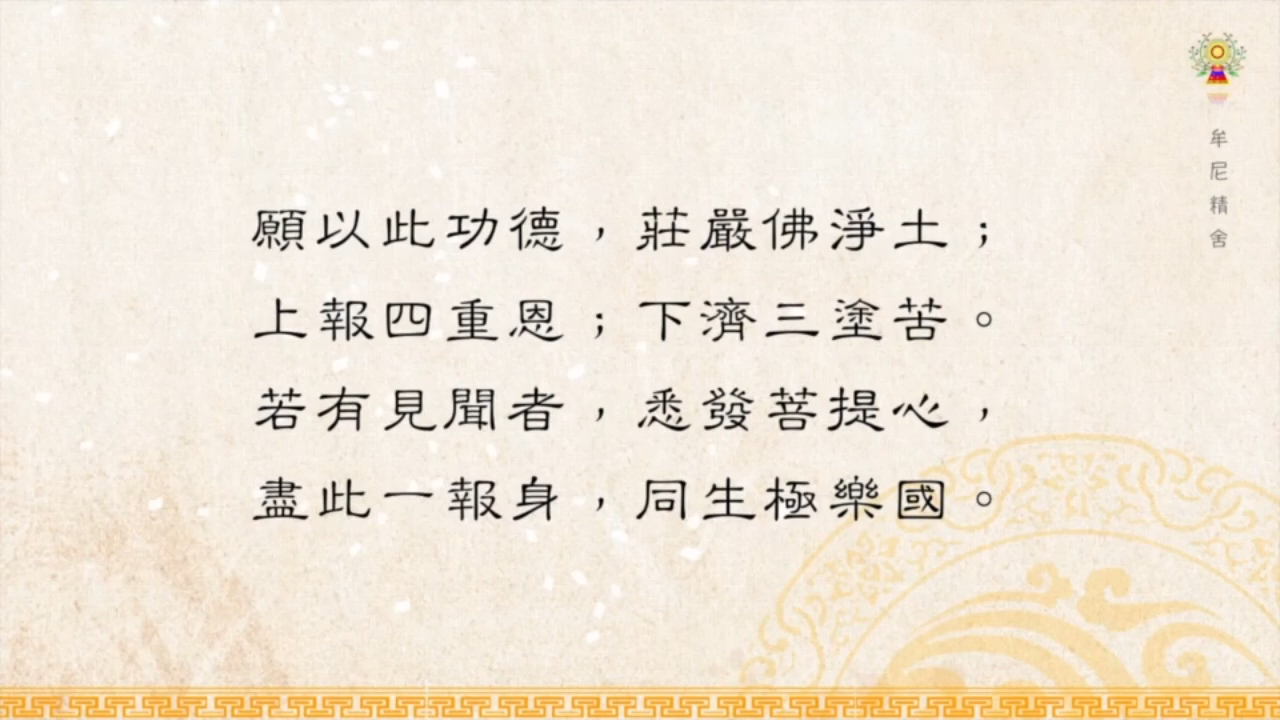 願以此功德，莊嚴佛淨土；
上報四重恩；下濟三塗苦。
若有見聞者，悉發菩提心，
盡此一報身，同生極樂國。
牟尼精舍